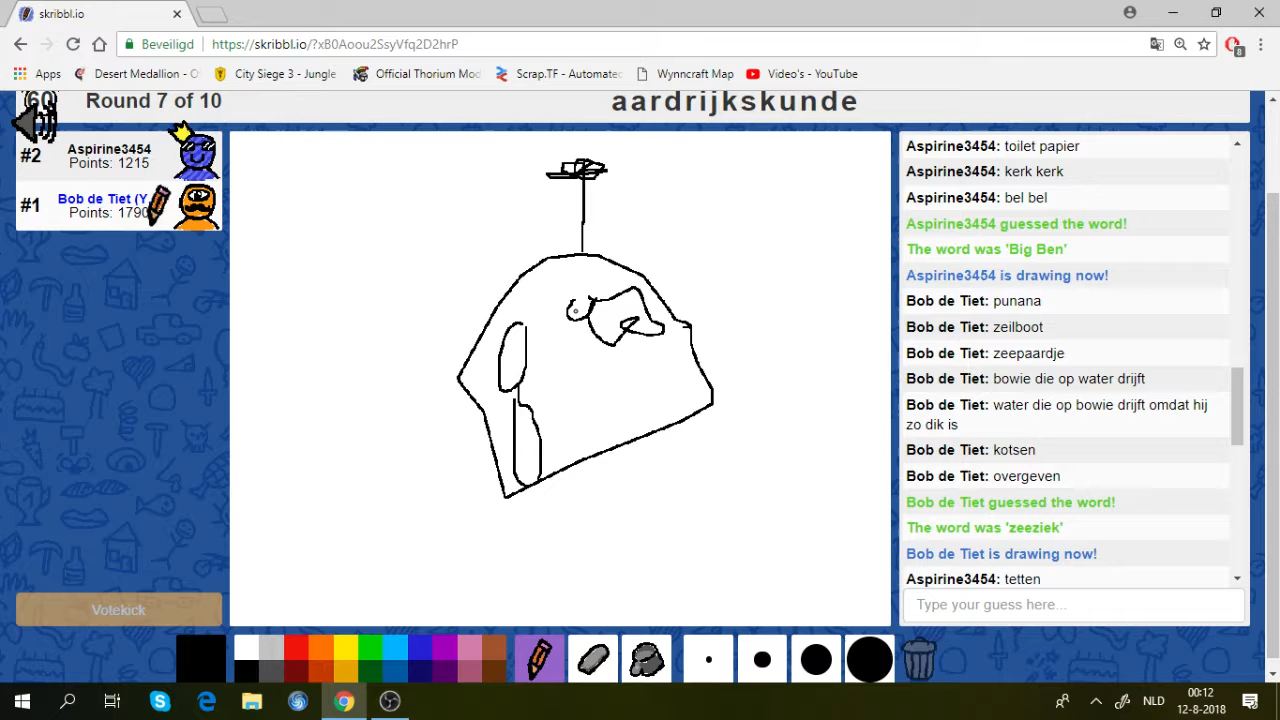 skribbl.io
Beveiligd https://skribbl.io/?xB0Aoou2SsyVfq2D2hrP
8
Apps Desert Medallion - O City Siege 3 - Jungle Official Thorium Mod Scrap.TF - Automated Wynncraft Map Video's - YouTube
60 Round 7 of 10 aardrijkskunde
#2 Aspirine3454
Points: 1215
#1 Bob de Tiet (Y
Points: 1790
Aspirine3454: toilet papier
Aspirine3454: kerk kerk
Aspirine3454: bel bel
Aspirine3454 guessed the word!
The word was 'Big Ben'
Aspirine3454 is drawing now!
Bob de Tiet: punana
Bob de Tiet: zeilboot
Bob de Tiet: zeepaardje
Bob de Tiet: bowie die op water drijft
Bob de Tiet: water die op bowie drijft omdat hij
zo dik is
Bob de Tiet: kotsen
Bob de Tiet: overgeven
Bob de Tiet guessed the word!
The word was 'zeeziek'
Bob de Tiet is drawing now!
Aspirine3454: tetten
Type your guess here...
Votekick
NLD
00:12
12-8-2018